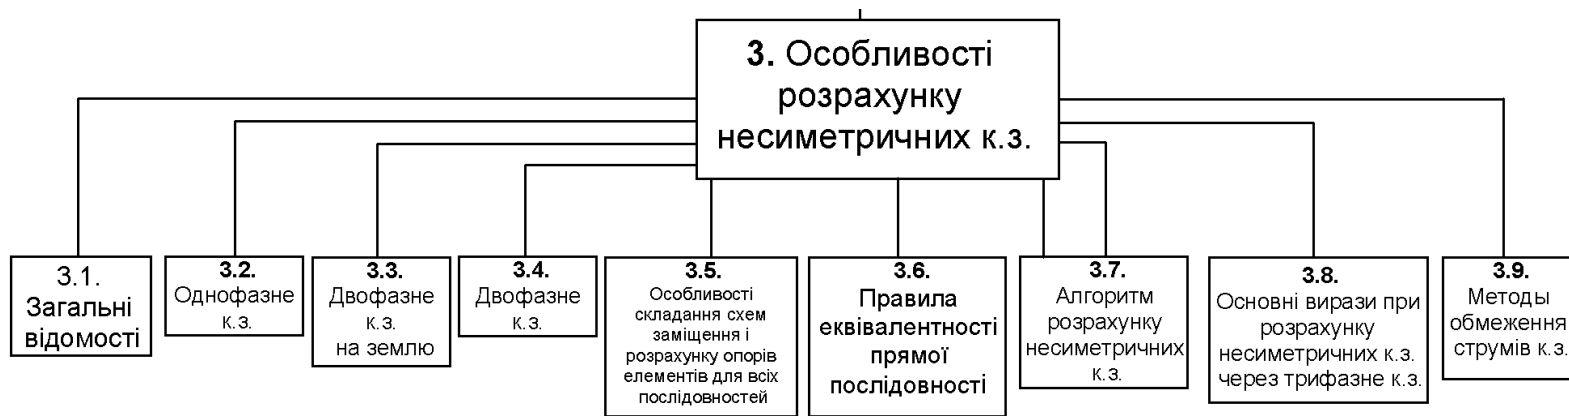 3. Особливості
розрахунку
несиметричних к.з.
3.1.
Загальні
відомості
3.2.
Однофазне
к.з.
3.3.
Двофазне
к.з.
на землю
3.4.
Двофазне
к.з.
3.5.
Особливості
складання схем
заміщення і
розрахунку опорів
елементів для всіх
послідовностей
3.6.
Правила
еквівалентності
прямої
послідовності
3.7.
Алгоритм
розрахунку
несиметричних
к.з.
3.8.
Основні вирази при
розрахунку
несиметричних к.з.
через трифазне к.з.
3.9.
Методы
обмеження
струмів к.з.